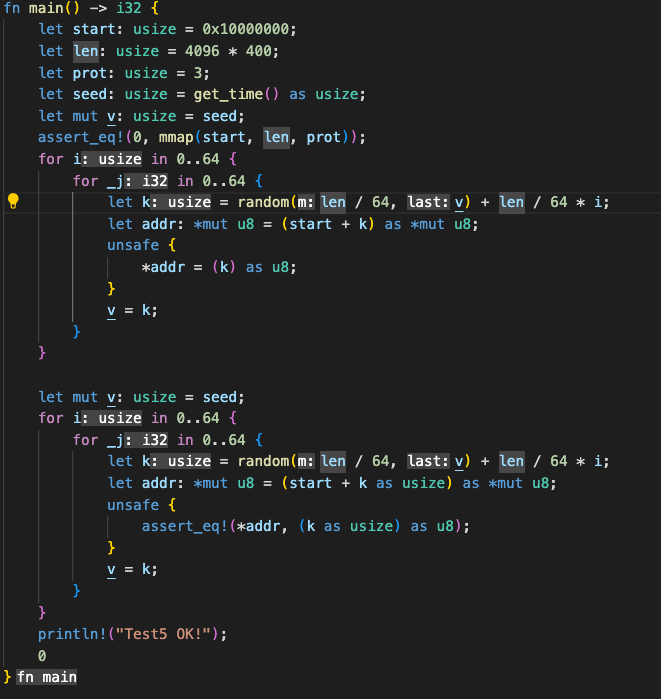 fn main() -> i32 {
    let start: usize = 0x10000000;
    let len: usize = 4096 * 400;
    let prot: usize = 3;
    let seed: usize = get_time() as usize;
    let mut v: usize = seed;
    assert_eq!(0, mmap(start, len, prot));
    for i: usize in 0..64 {
        for _j: i32 in 0..64 {
            let k: usize = random(m: len / 64, last: v) + len / 64 * i;
            let addr: *mut u8 = (start + k) as *mut u8;
            unsafe {
                *addr = (k) as u8;
            }
            v = k;
        }
    }

    let mut v: usize = seed;
    for i: usize in 0..64 {
        for _j: i32 in 0..64 {
            let k: usize = random(m: len / 64, last: v) + len / 64 * i;
            let addr: *mut u8 = (start + k as usize) as *mut u8;
            unsafe {
                assert_eq!(*addr, (k as usize) as u8);
            }
            v = k;
        }
    }
    println!("Test5 OK!");
    0
} fn main